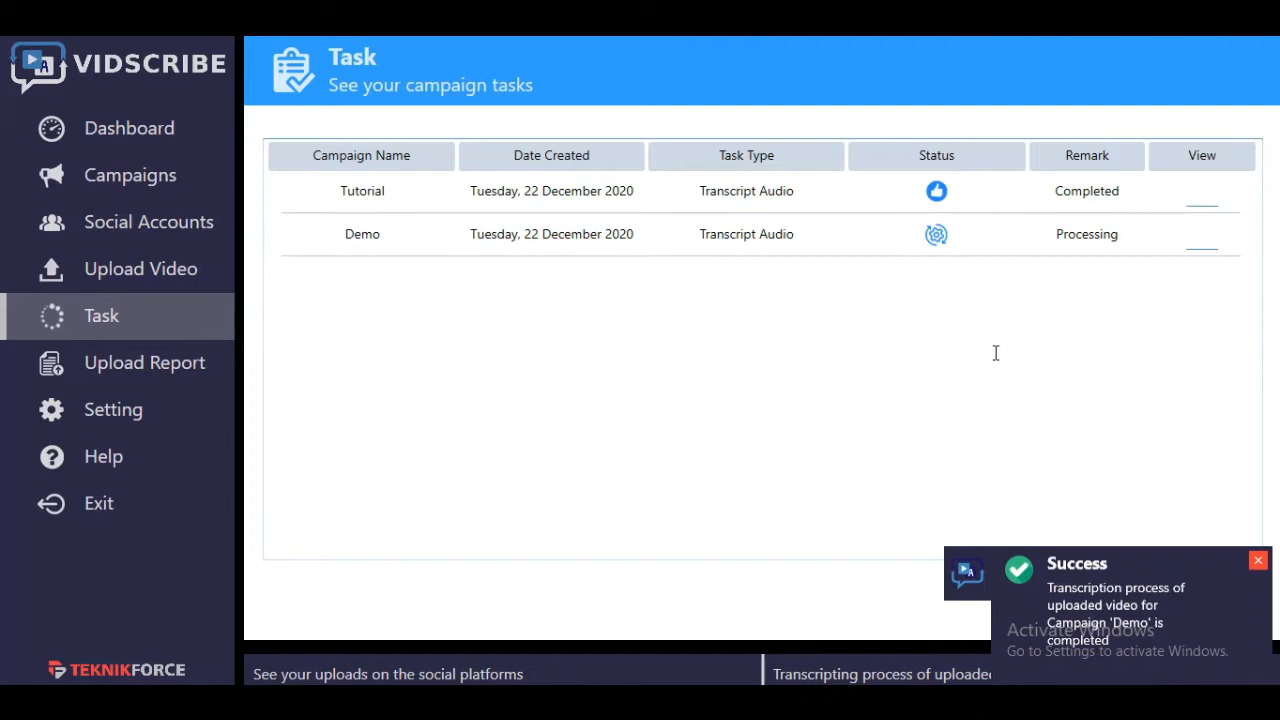 VIDSCRIBE
Dashboard
Campaigns
Social Accounts
Upload Video
Task
Upload Report
Setting
Help
Exit
TEKNIKFORCE
Task
See your campaign tasks
Campaign Name Date Created Task Type Status Remark View
Tutorial Tuesday, 22 December 2020 Transcript Audio Completed
Demo Tuesday, 22 December 2020 Transcript Audio Processing
A
Success
Transcription process of
uploaded video for
Campaign 'Demo' is
completed
Activate Windows
Go to Settings to activate Windows.
See your uploads on the social platforms
Transcripting process of uploaded